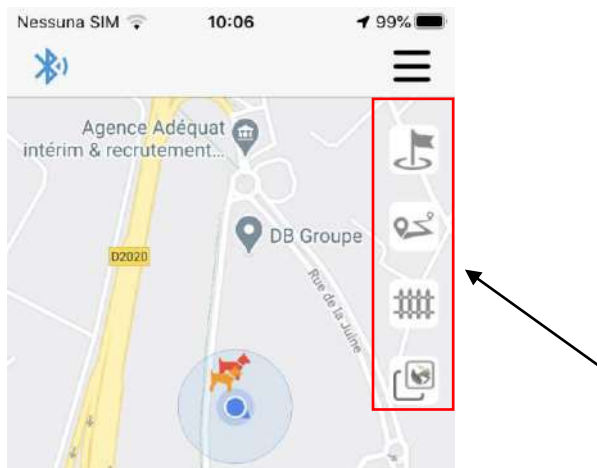 Nessuna SIM 10:06 99%
Agence Adéquat
intérim & recrutement...
DB Groupe
D2020
Rue de la Juine